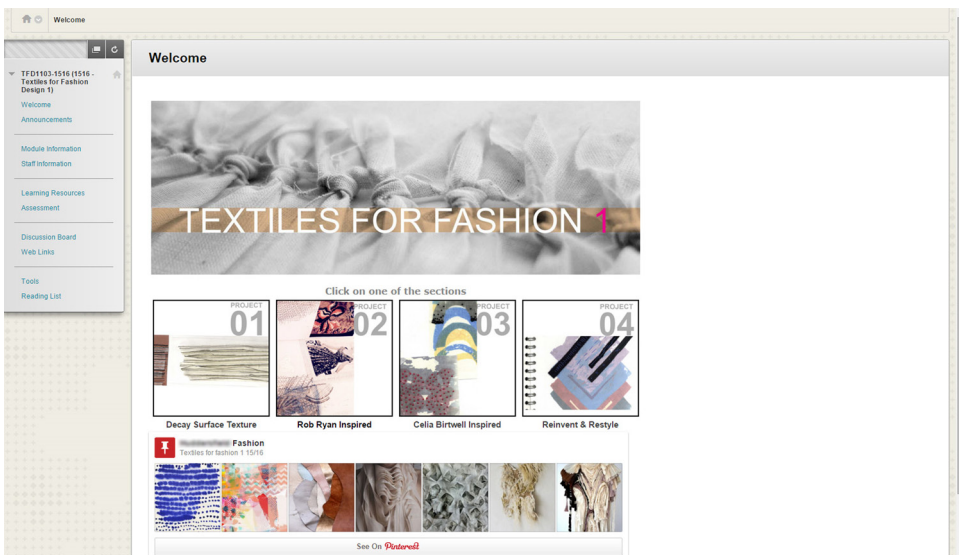 Welcome
TFD1103-1516 (1516 -
Textiles for Fashion
Design 1)
Welcome
Announcements
Module Information
Staff Information
Learning Resources
Assessment
Discussion Board
Web Links
Tools
Reading List
Welcome
TEXTILES FOR FASHION 1
Click on one of the sections
PROJECT
01
PROJECT
02
PROJECT
03
PROJECT
04
Decay Surface Texture
Rob Ryan Inspired
Celia Birtwell Inspired
Reinvent & Restyle
Fashion
Textiles for fashion 1 15/16
See On Pinterest